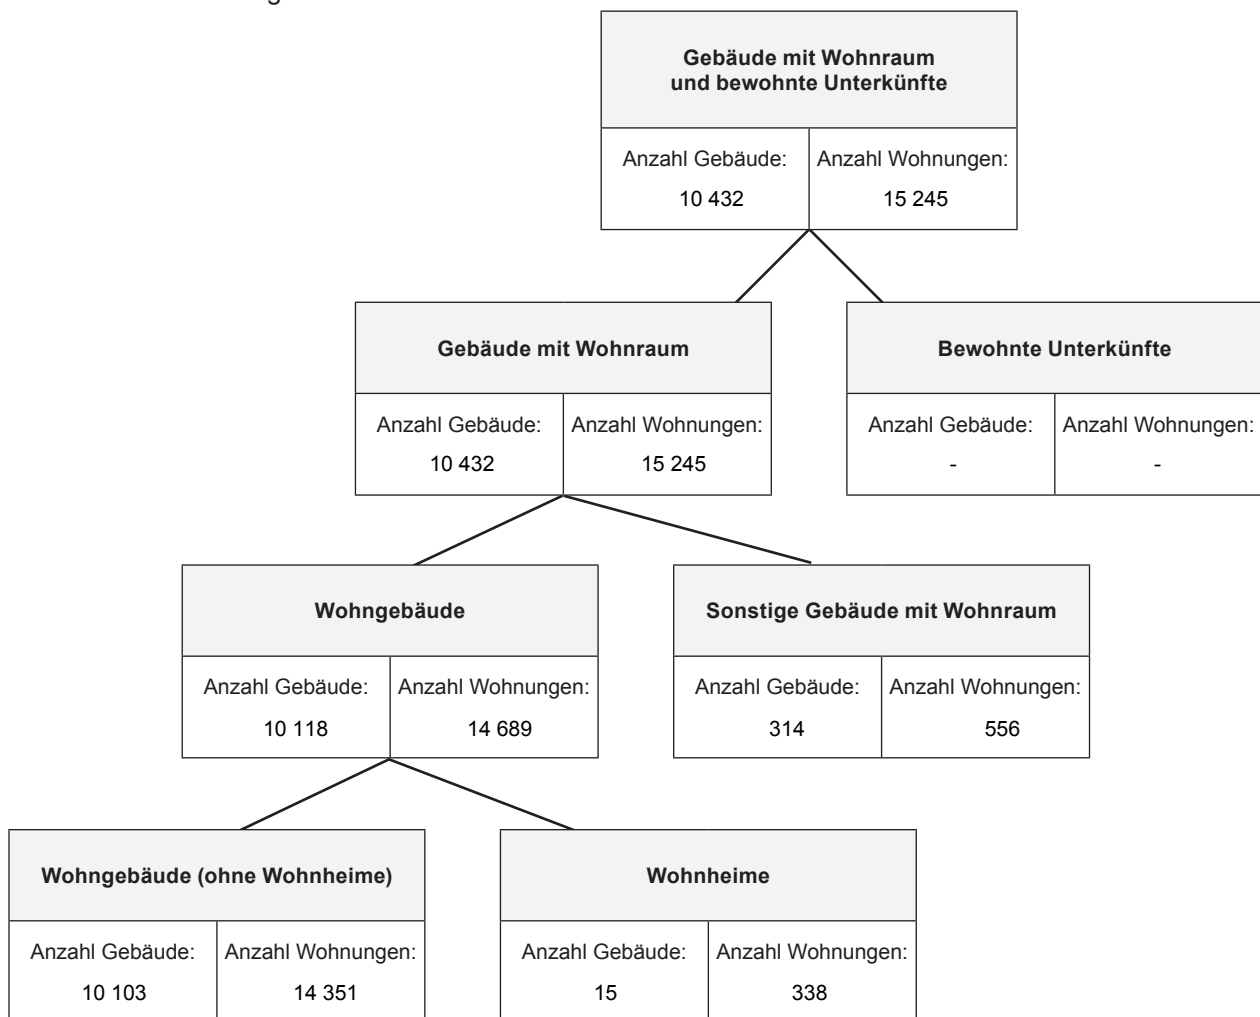 Gebäude mit Wohnraum
und bewohnte Unterkünfte
Anzahl Gebäude: Anzahl Wohnungen:
10 432 15 245
Gebäude mit Wohnraum Bewohnte Unterkünfte
Anzahl Gebäude: Anzahl Wohnungen: Anzahl Gebäude: Anzahl Wohnungen:
10 432 15 245 - -
Wohngebäude Sonstige Gebäude mit Wohnraum
Anzahl Gebäude: Anzahl Wohnungen: Anzahl Gebäude: Anzahl Wohnungen:
10 118 14 689 314 556
Wohngebäude (ohne Wohnheime) Wohnheime
Anzahl Gebäude: Anzahl Wohnungen: Anzahl Gebäude: Anzahl Wohnungen:
10 103 14 351 15 338